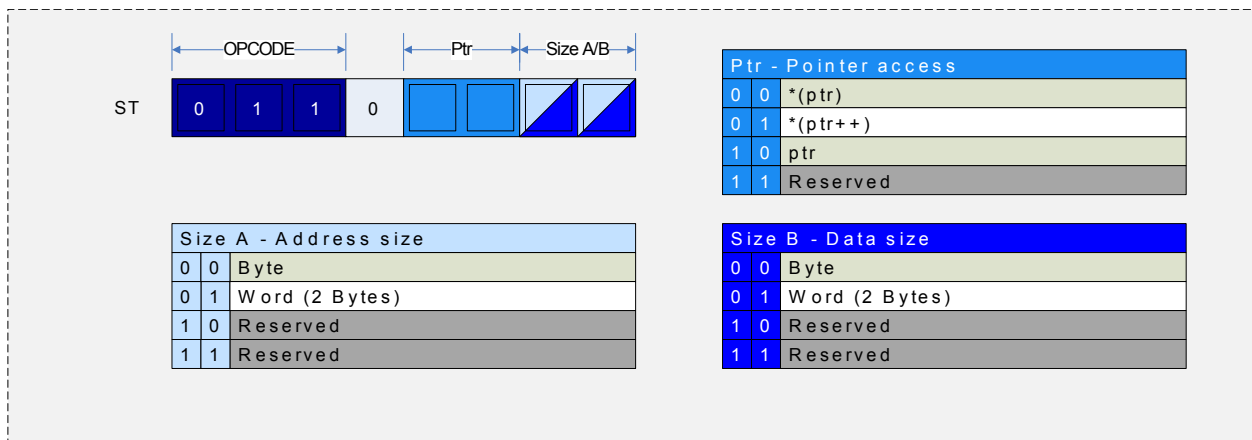 OPCODE Ptr Size A/B
ST 0 1 1 0
Ptr - Pointer access
0 0 *(ptr)
0 1 *(ptr++)
1 0 ptr
1 1 Reserved
Size A - Address size
0 0 Byte
0 1 Word (2 Bytes)
1 0 Reserved
1 1 Reserved
Size B - Data size
0 0 Byte
0 1 Word (2 Bytes)
1 0 Reserved
1 1 Reserved